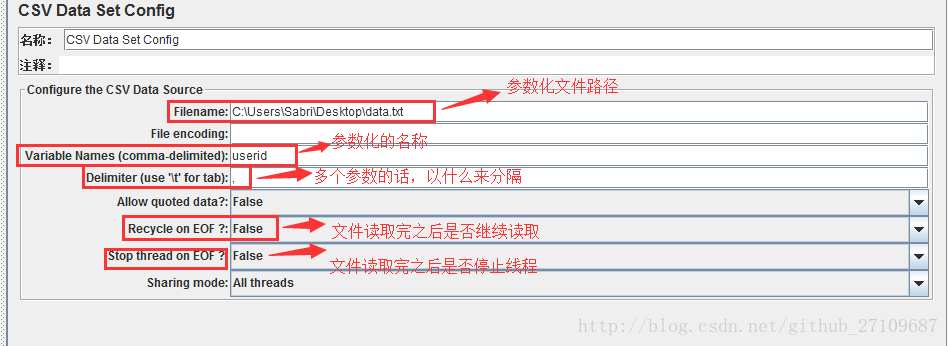 CSV Data Set Config
名称： CSV Data Set Config
注释：
Configure the CSV Data Source
Filename: C:\Users\Sabri\Desktop\data.txt 参数化文件路径
File encoding:
Variable Names (comma-delimited): userid 参数化的名称
Delimiter (use '\t' for tab): , 多个参数的话，以什么来分隔
Allow quoted data?: False
Recycle on EOF ?: False 文件读取完之后是否继续读取
Stop thread on EOF ? False 文件读取完之后是否停止线程
Sharing mode: All threads
http://blog.csdn.net/github_27109687